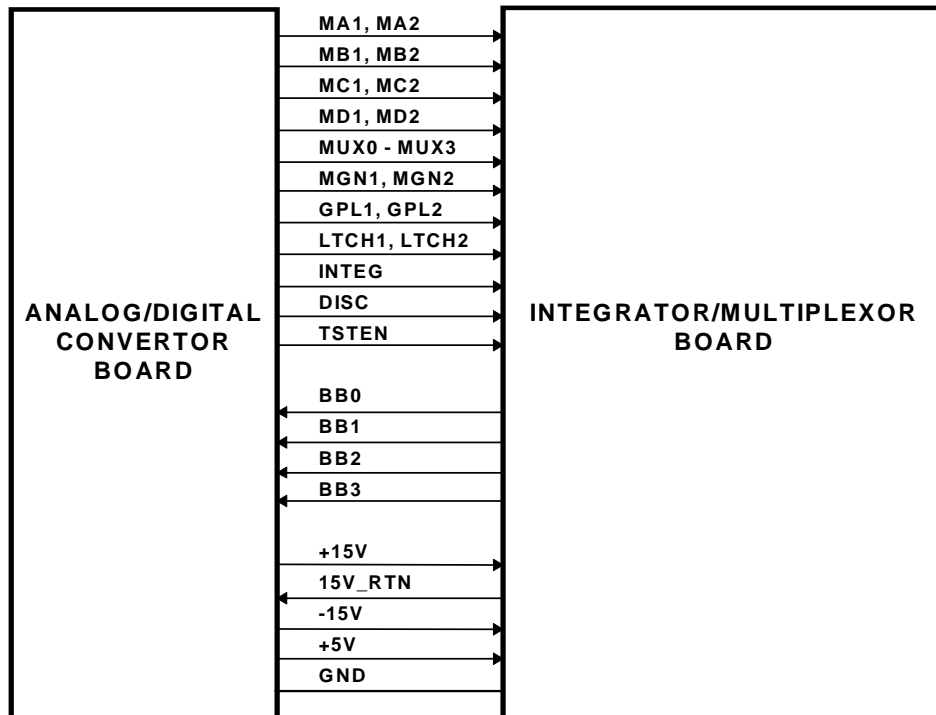 MA1, MA2
MB1, MB2
MC1, MC2
MD1, MD2
MUX0 - MUX3
MGN1, MGN2
GPL1, GPL2
LTCH1, LTCH2
INTEG
DISC
TSTEN
ANALOG/DIGITAL
CONVERTOR
BOARD
INTEGRATOR/MULTIPLEXOR
BOARD
BB0
BB1
BB2
BB3
+15V
15V_RTN
-15V
+5V
GND